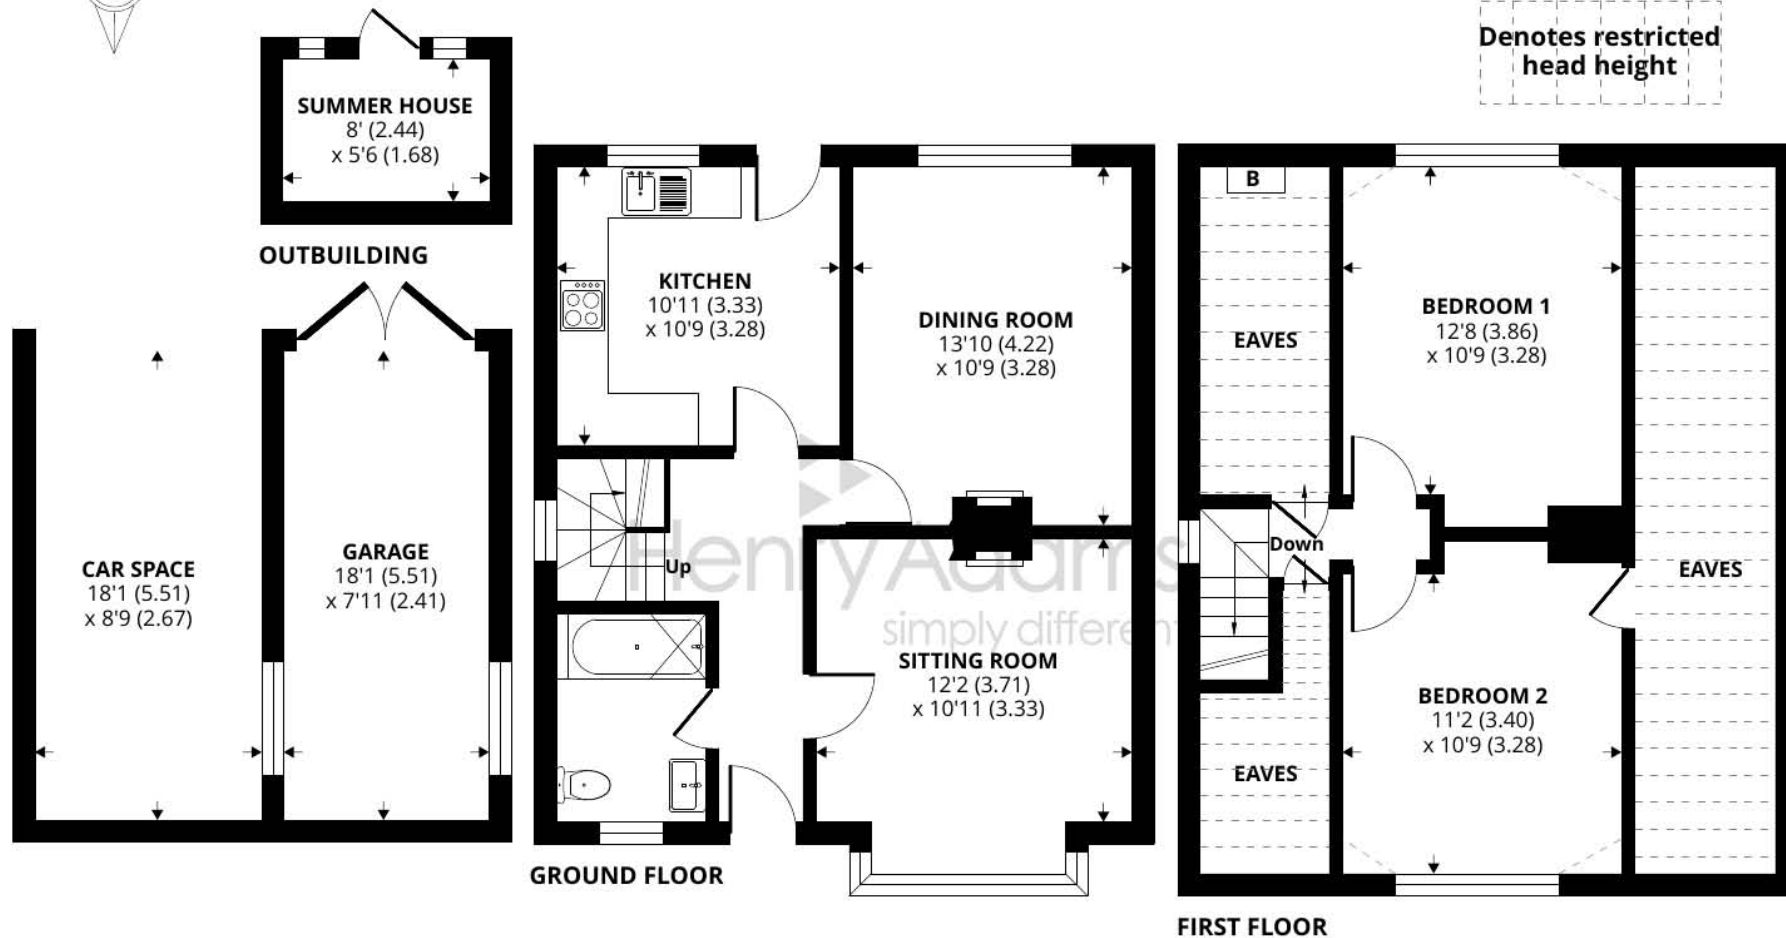 Denotes restricted
head height
SUMMER HOUSE
8' (2.44)
x 5'6 (1.68)
OUTBUILDING
CAR SPACE
18'1 (5.51)
x 8'9 (2.67)
GARAGE
18'1 (5.51)
x 7'11 (2.41)
KITCHEN
10'11 (3.33)
x 10'9 (3.28)
DINING ROOM
13'10 (4.22)
x 10'9 (3.28)
Up
Henry Adams
simply different
SITTING ROOM
12'2 (3.71)
x 10'11 (3.33)
GROUND FLOOR
B
EAVES
BEDROOM 1
12'8 (3.86)
x 10'9 (3.28)
Down
EAVES
BEDROOM 2
11'2 (3.40)
x 10'9 (3.28)
EAVES
FIRST FLOOR